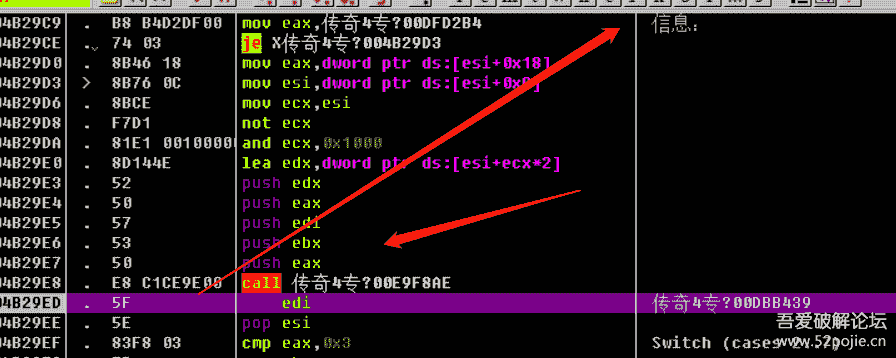 04B29C9 . B8 B4D2DF00 mov eax,传奇4专?00DFD2B4 信息:
04B29CE .⌄ 74 03 je X传奇4专?004B29D3
04B29D0 . 8B46 18 mov eax,dword ptr ds:[esi+0x18]
04B29D3 > 8B76 0C mov esi,dword ptr ds:[esi+0x
04B29D6 . 8BCE mov ecx,esi
04B29D8 . F7D1 not ecx
04B29DA . 81E1 00100000 and ecx,0x1000
04B29E0 . 8D144E lea edx,dword ptr ds:[esi+ecx*2]
04B29E3 . 52 push edx
04B29E4 . 50 push eax
04B29E5 . 57 push edi
04B29E6 . 53 push ebx
04B29E7 . 50 push eax
04B29E8 . E8 C1CE9E00 call 传奇4专?00E9F8AE
04B29ED . 5F edi 传奇4专?00DBB439
04B29EE . 5E pop esi
04B29EF . 83F8 03 cmp eax,0x3 Switch (cases 2..
吾爱破解论坛
www.52pojie.cn